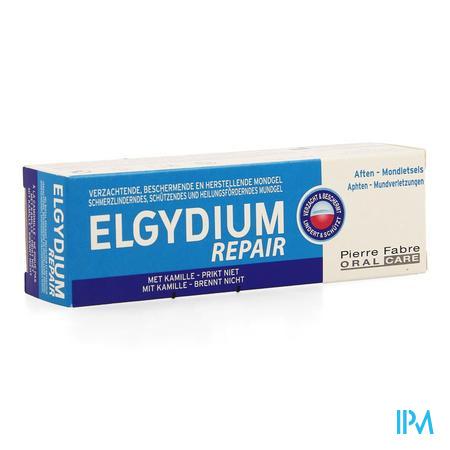 VERZACHTENDE, BESCHERMENDE EN HERSTELLENDE MONDGEL
SCHMERZLINDERNDES, SCHÜTZENDES UND HEILUNGSFÖRDERNDES MUNDGEL
ELGYDIUM
REPAIR
MET KAMILLE – PRIKT NIET
MIT KAMILLE – BRENNT NICHT
VERZACHT & BESCHERMT
LINDERT & SCHÜTZT
Aften - Mondletsels
Aphten - Mundverletzungen
Pierre Fabre
ORAL CARE
ELGYDIUM
REPAIR
IPM